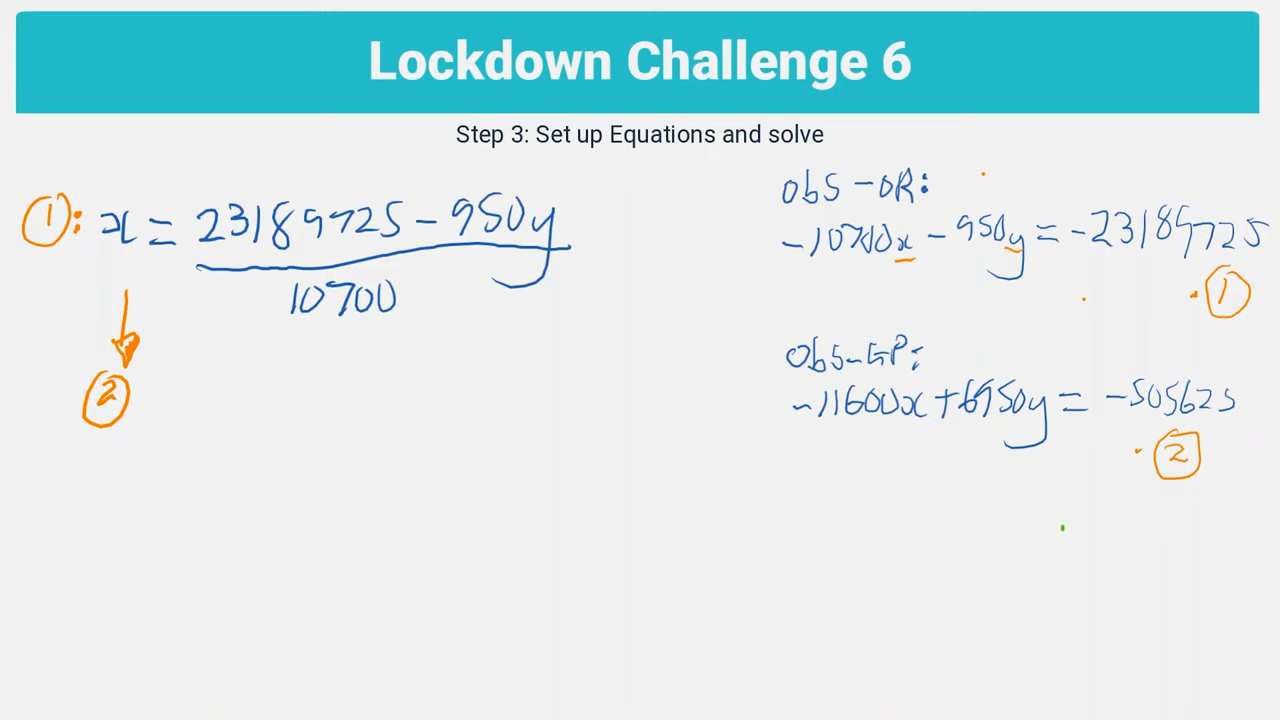 Lockdown Challenge 6
Step 3: Set up Equations and solve
①: x = 23189725 - 950y
10700
②
Obs - OR:
-10700x - 950y = -23189725
①
Obs - GP:
-11600x + 6950y = -505625
②